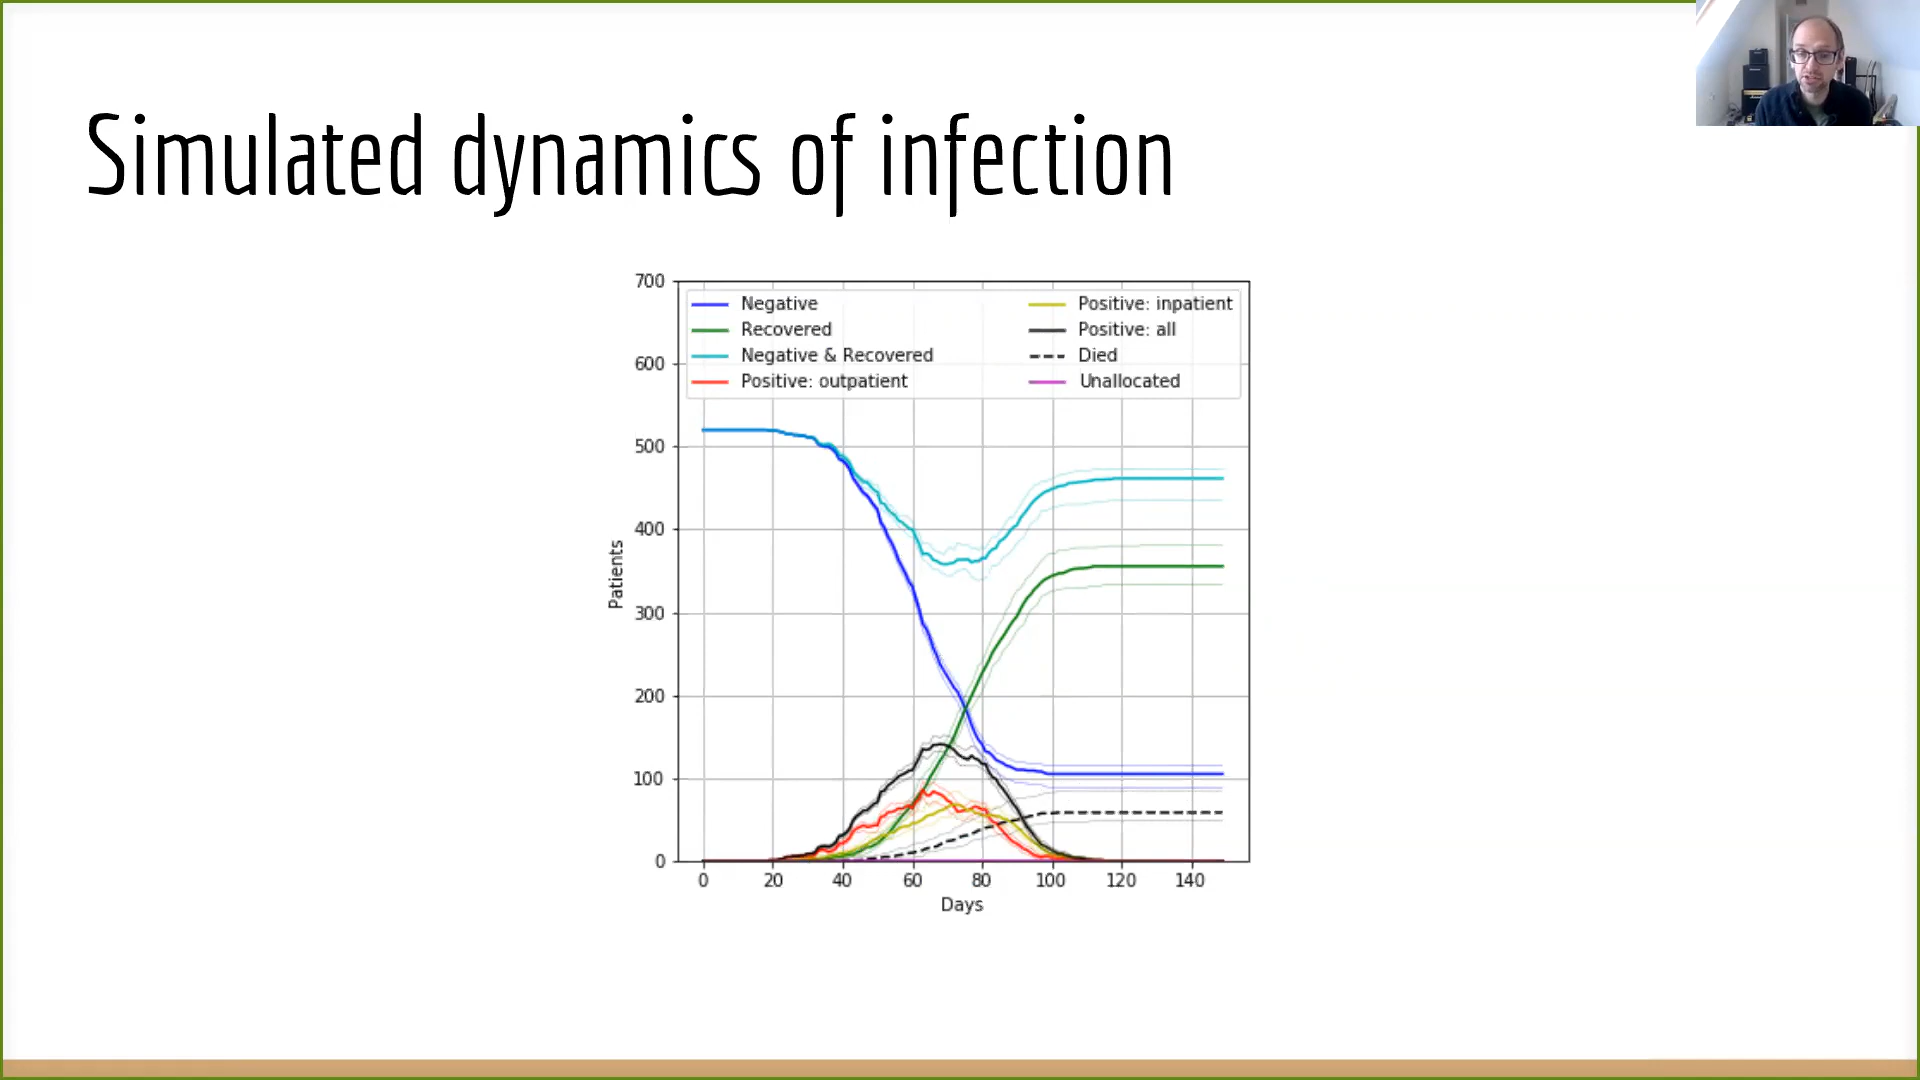 Simulated dynamics of infection
700
600
500
400
300
200
100
0
Patients
Negative
Recovered
Negative & Recovered
Positive: outpatient
Positive: inpatient
Positive: all
Died
Unallocated
0 20 40 60 80 100 120 140
Days